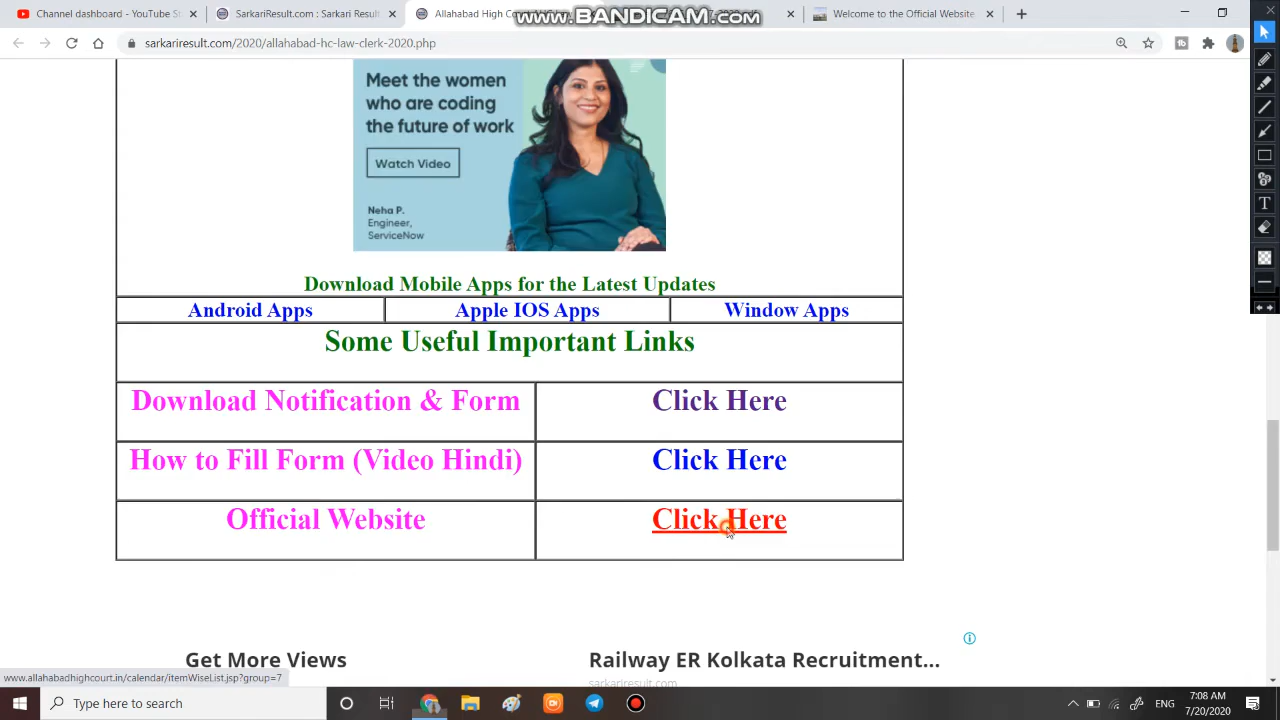 Channel dashboard - YouTube St
SarkariResult.com: Sarkari Result
Allahabad High Co
www.BANDICAM.com
.pdf
Welcome to the Official Website
sarkariresult.com/2020/allahabad-hc-law-clerk-2020.php
Meet the women
who are coding
the future of work
Watch Video
Neha P.
Engineer,
ServiceNow
Download Mobile Apps for the Latest Updates
Android Apps
Apple IOS Apps
Window Apps
Some Useful Important Links
Download Notification & Form
Click Here
How to Fill Form (Video Hindi)
Click Here
Official Website
Click Here
Get More Views
Railway ER Kolkata Recruitment...
sarkariresult.com
www.allahabadhighcourt.in/calendar/itemWiseList.jsp?group=7
Type here to search
ENG
7:08 AM
7/20/2020